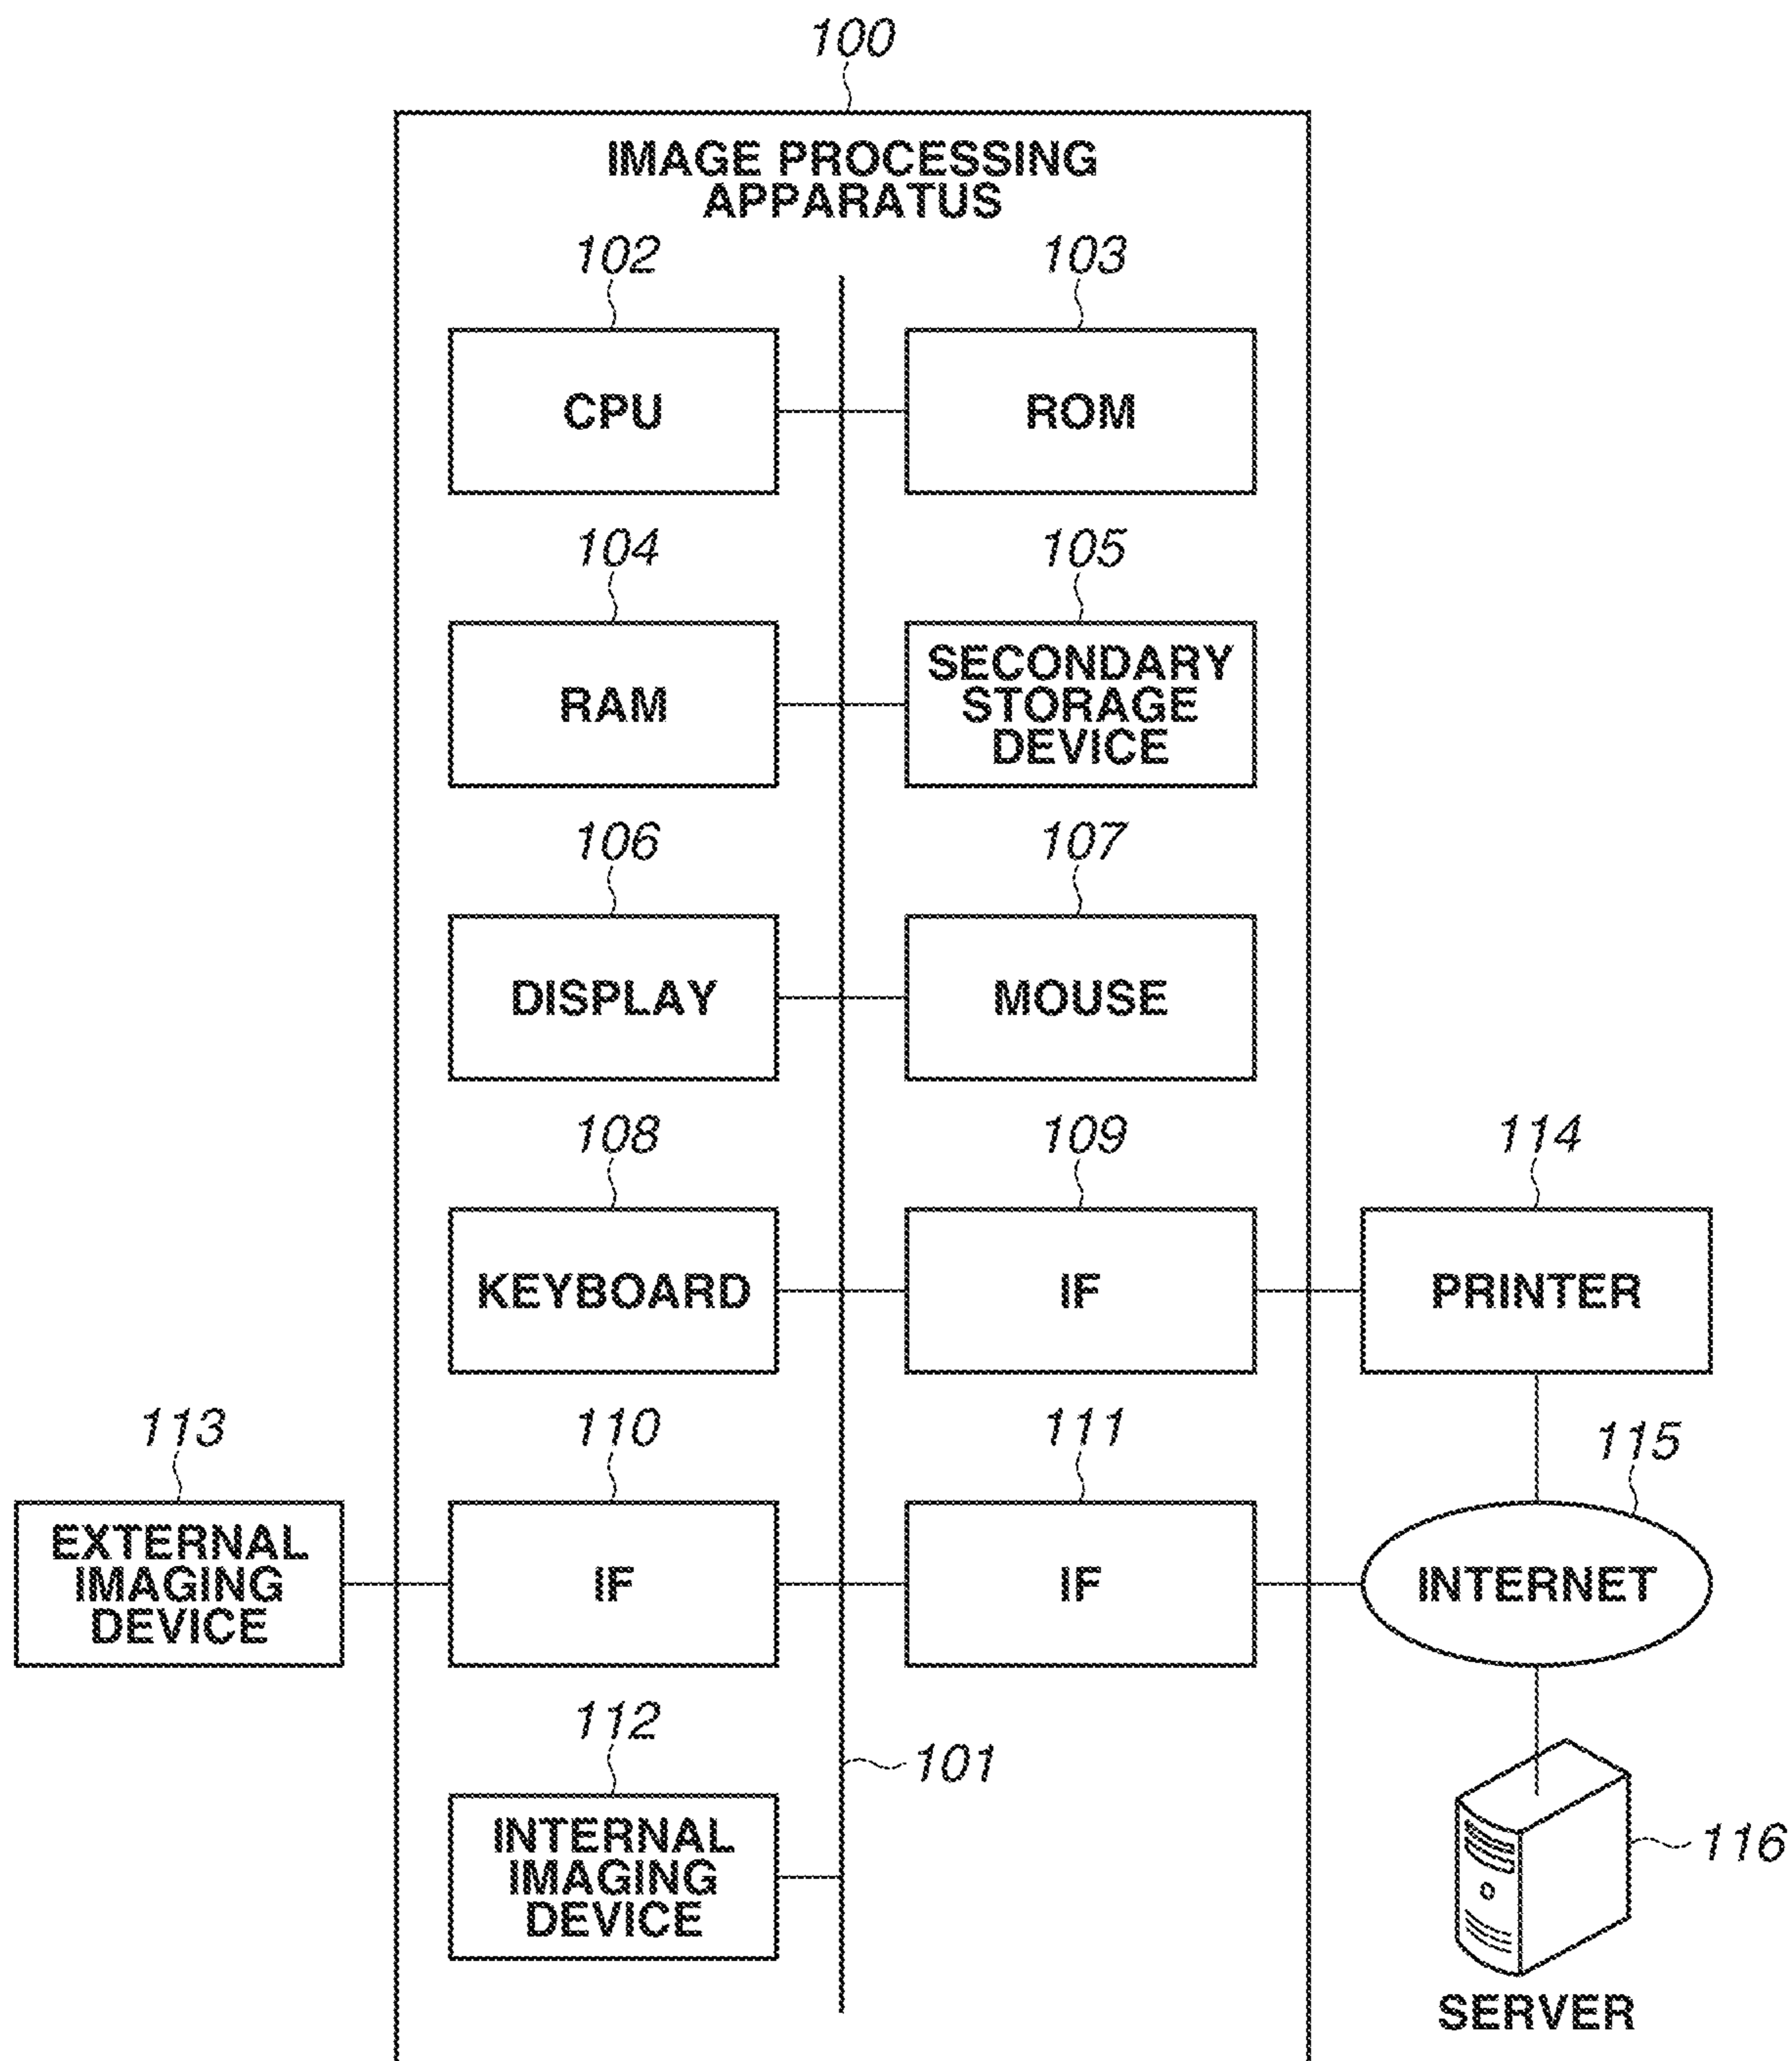 100
IMAGE PROCESSING
APPARATUS
102
103
CPU
ROM
104
105
RAM
SECONDARY
STORAGE
DEVICE
106
107
DISPLAY
MOUSE
108
109
114
KEYBOARD
IF
PRINTER
113
110
111
115
EXTERNAL
IMAGING
DEVICE
IF
IF
INTERNET
112
101
INTERNAL
IMAGING
DEVICE
116
SERVER